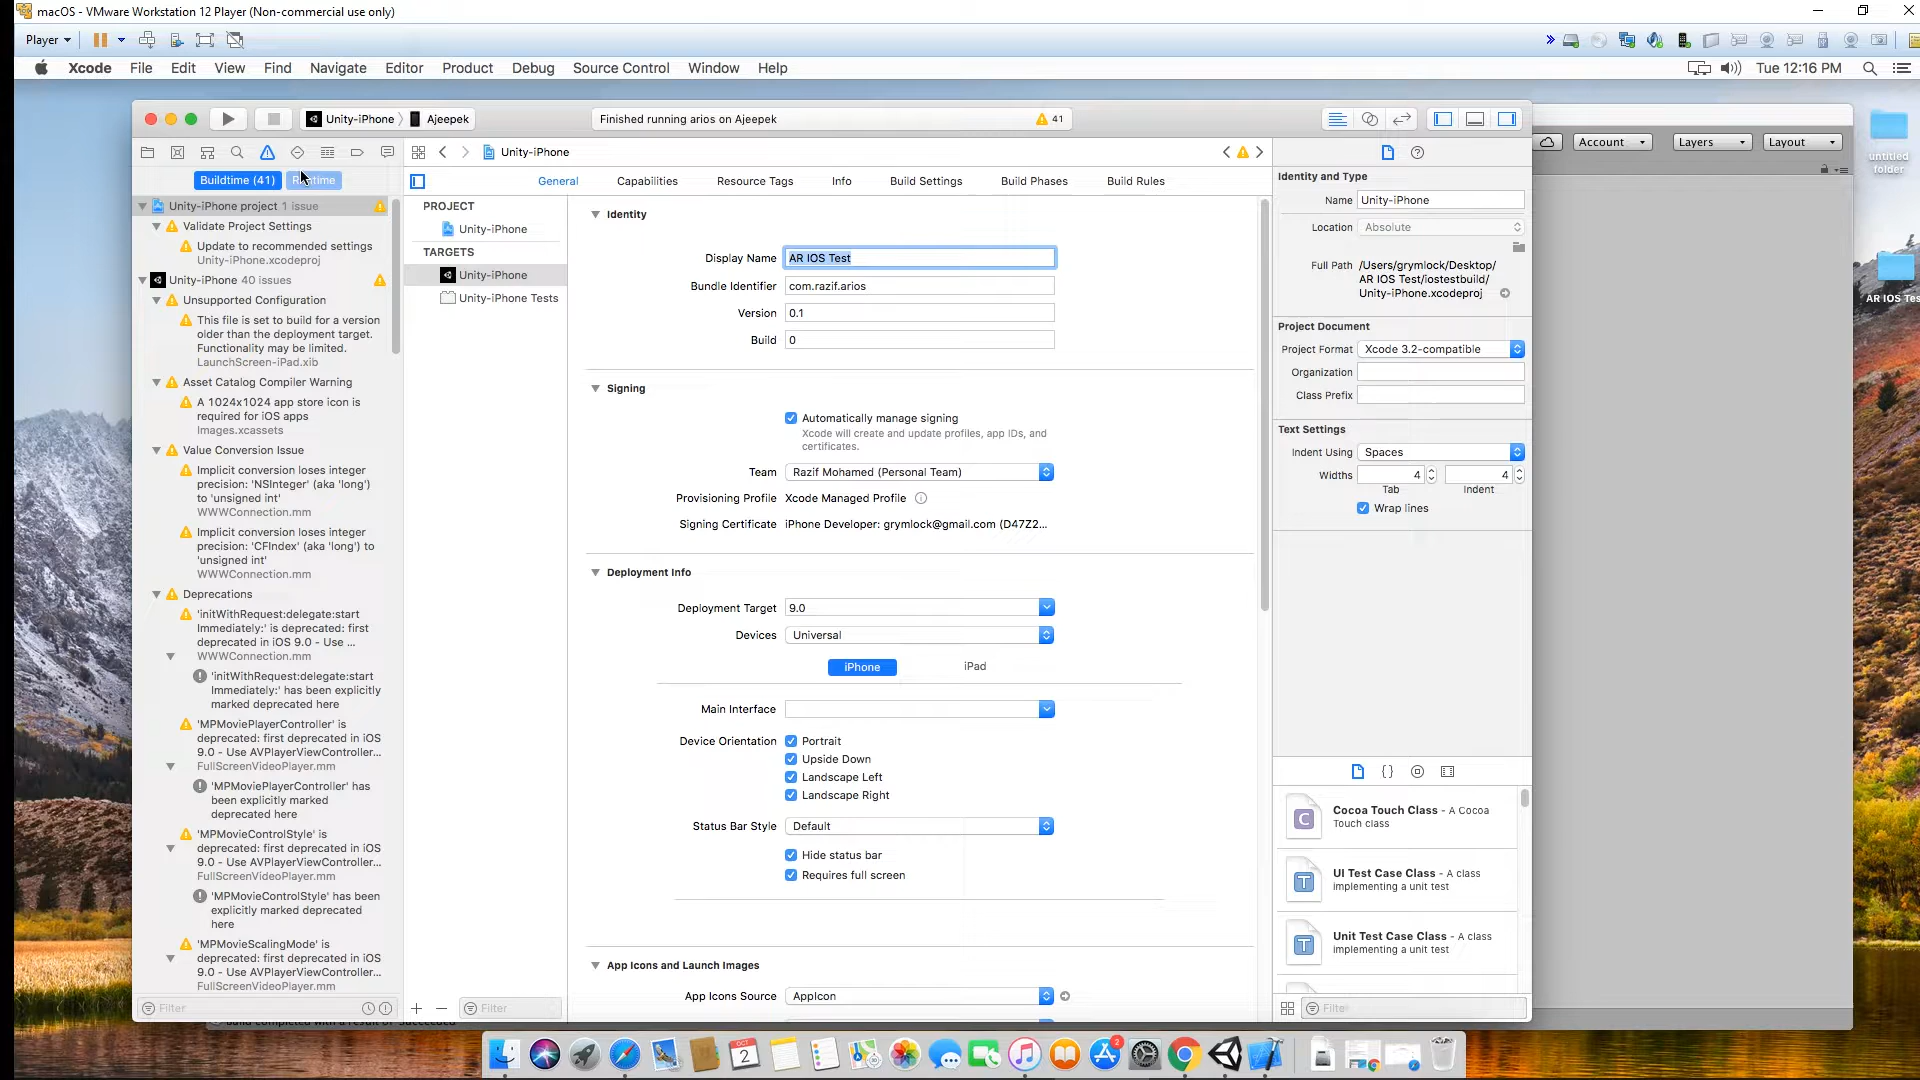 macOS - VMware Workstation 12 Player (Non-commercial use only)
Player
Xcode File Edit View Find Navigate Editor Product Debug Source Control Window Help
Tue 12:16 PM
Unity-iPhone Ajeepek
Finished running arios on Ajeepek
41
Account
Layers
Layout
untitled
folder
AR IOS Tes
Buildtime (41)
Unity-iPhone
General Capabilities Resource Tags Info Build Settings Build Phases Build Rules
Unity-iPhone project 1 issue
Validate Project Settings
Update to recommended settings
Unity-iPhone.xcodeproj
Unity-iPhone 40 issues
Unsupported Configuration
This file is set to build for a version
older than the deployment target.
Functionality may be limited.
LaunchScreen-iPad.xib
Asset Catalog Compiler Warning
A 1024x1024 app store icon is
required for iOS apps
Images.xcassets
Value Conversion Issue
Implicit conversion loses integer
precision: 'NSInteger' (aka 'long')
to 'unsigned int'
WWWConnection.mm
Implicit conversion loses integer
precision: 'CFIndex' (aka 'long') to
'unsigned int'
WWWConnection.mm
Deprecations
'initWithRequest:delegate:start
Immediately:' is deprecated: first
deprecated in iOS 9.0 - Use ...
WWWConnection.mm
'initWithRequest:delegate:start
Immediately:' has been explicitly
marked deprecated here
'MPMoviePlayerController' is
deprecated: first deprecated in iOS
9.0 - Use AVPlayerViewController...
FullScreenVideoPlayer.mm
'MPMoviePlayerController' has
been explicitly marked
deprecated here
'MPMovieControlStyle' is
deprecated: first deprecated in iOS
9.0 - Use AVPlayerViewController...
FullScreenVideoPlayer.mm
'MPMovieControlStyle' has been
explicitly marked deprecated
here
'MPMovieScalingMode' is
deprecated: first deprecated in iOS
9.0 - Use AVPlayerViewController...
FullScreenVideoPlayer.mm
Filter
PROJECT
Unity-iPhone
TARGETS
Unity-iPhone
Unity-iPhone Tests
Filter
Identity
Display Name AR IOS Test
Bundle Identifier com.razif.arios
Version 0.1
Build 0
Signing
Automatically manage signing
Xcode will create and update profiles, app IDs, and
certificates.
Team Razif Mohamed (Personal Team)
Provisioning Profile Xcode Managed Profile
Signing Certificate iPhone Developer: grymlock@gmail.com (D47Z2...
Deployment Info
Deployment Target 9.0
Devices Universal
iPhone iPad
Main Interface
Device Orientation Portrait
Upside Down
Landscape Left
Landscape Right
Status Bar Style Default
Hide status bar
Requires full screen
App Icons and Launch Images
App Icons Source AppIcon
Identity and Type
Name Unity-iPhone
Location Absolute
Full Path /Users/grymlock/Desktop/
AR IOS Test/iostestbuild/
Unity-iPhone.xcodeproj
Project Document
Project Format Xcode 3.2-compatible
Organization
Class Prefix
Text Settings
Indent Using Spaces
Widths 4 4
Tab Indent
Wrap lines
Cocoa Touch Class - A Cocoa
Touch class
UI Test Case Class - A class
implementing a unit test
Unit Test Case Class - A class
implementing a unit test
Filter
OCT
2
2